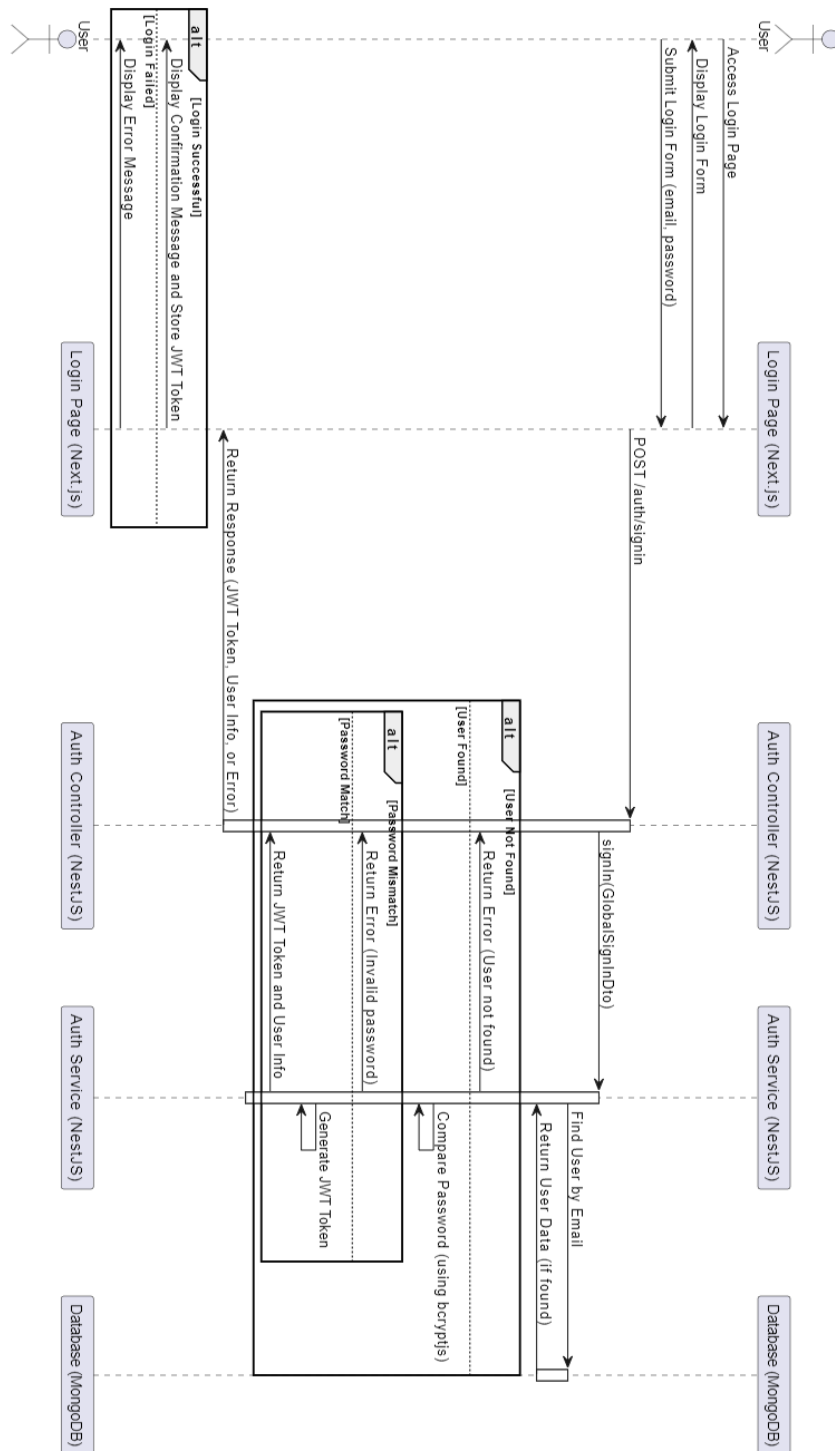 User
Login Page (Next.js)
Auth Controller (NestJS)
Auth Service (NestJS)
Database (MongoDB)
Access Login Page
Display Login Form
Submit Login Form (email, password)
POST /auth/signin
signIn(GlobalSignInDto)
Find User by Email
Return User Data (if found)
alt
[User Not Found]
Return Error (User not found)
[User Found]
Compare Password (using bcryptjs)
alt
[Password Mismatch]
Return Error (Invalid password)
[Password Match]
Generate JWT Token
Return JWT Token and User Info
Return Response (JWT Token, User Info, or Error)
alt
[Login Successful]
Display Confirmation Message and Store JWT Token
[Login Failed]
Display Error Message
User
Login Page (Next.js)
Auth Controller (NestJS)
Auth Service (NestJS)
Database (MongoDB)